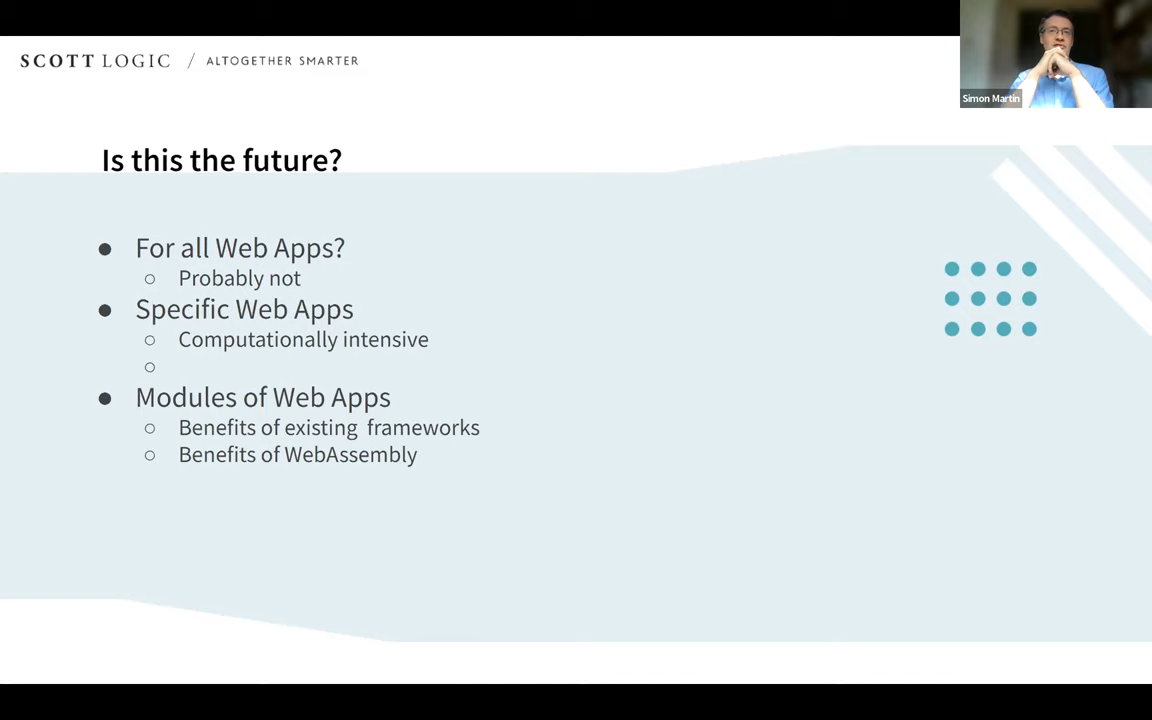 SCOTT LOGIC / ALTOGETHER SMARTER
Simon Martin
Is this the future?
● For all Web Apps?
○ Probably not
● Specific Web Apps
○ Computationally intensive
○
● Modules of Web Apps
○ Benefits of existing frameworks
○ Benefits of WebAssembly